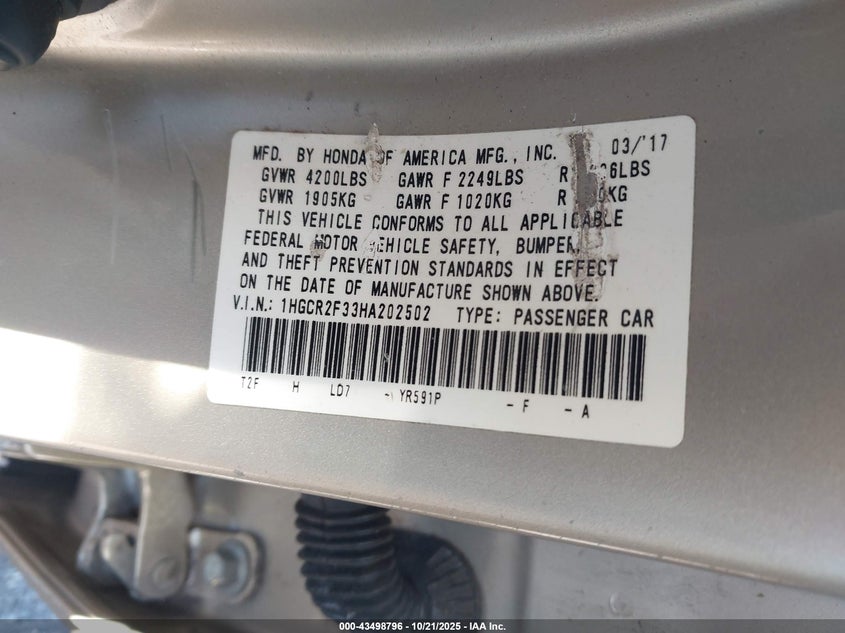 MFD. BY HONDA OF AMERICA MFG., INC. 03/'17
GVWR 4200LBS GAWR F 2249LBS R LBS
GVWR 1905KG GAWR F 1020KG R KG
THIS VEHICLE CONFORMS TO ALL APPLICABLE
FEDERAL MOTOR VEHICLE SAFETY, BUMPER,
AND THEFT PREVENTION STANDARDS IN EFFECT
ON THE DATE OF MANUFACTURE SHOWN ABOVE.
V.I.N.: 1HGCR2F33HA202502 TYPE: PASSENGER CAR
T2F H LD7 - YR591P - F - A
000-43498796 - 10/21/2025 - IAA Inc.